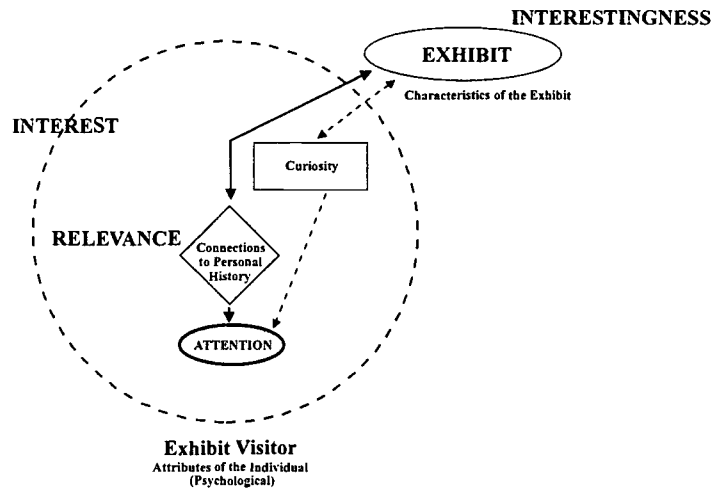 INTERESTINGNESS
EXHIBIT
Characteristics of the Exhibit
INTEREST
Curiosity
RELEVANCE
Connections
to Personal
History
ATTENTION
Exhibit Visitor
Attributes of the Individual
(Psychological)